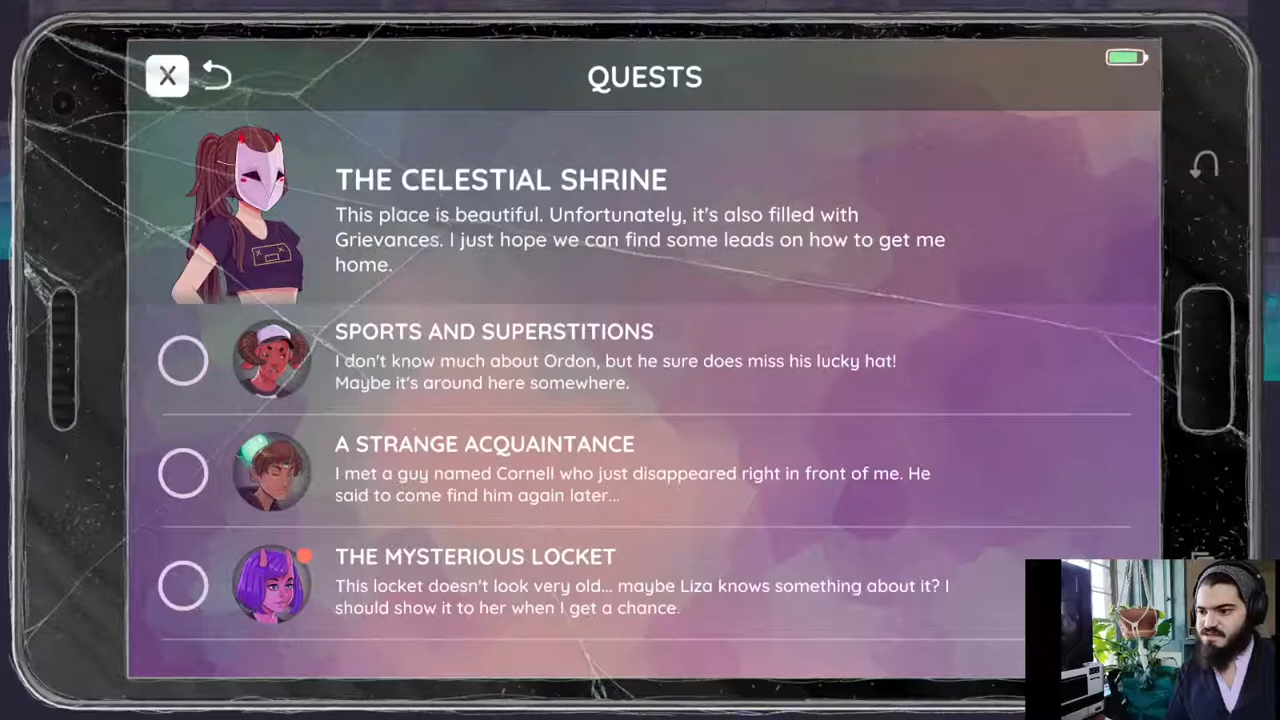 X
QUESTS
THE CELESTIAL SHRINE
This place is beautiful. Unfortunately, it's also filled with
Grievances. I just hope we can find some leads on how to get me
home.
SPORTS AND SUPERSTITIONS
I don't know much about Ordon, but he sure does miss his lucky hat!
Maybe it's around here somewhere.
A STRANGE ACQUAINTANCE
I met a guy named Cornell who just disappeared right in front of me. He
said to come find him again later...
THE MYSTERIOUS LOCKET
This locket doesn't look very old... maybe Liza knows something about it? I
should show it to her when I get a chance.